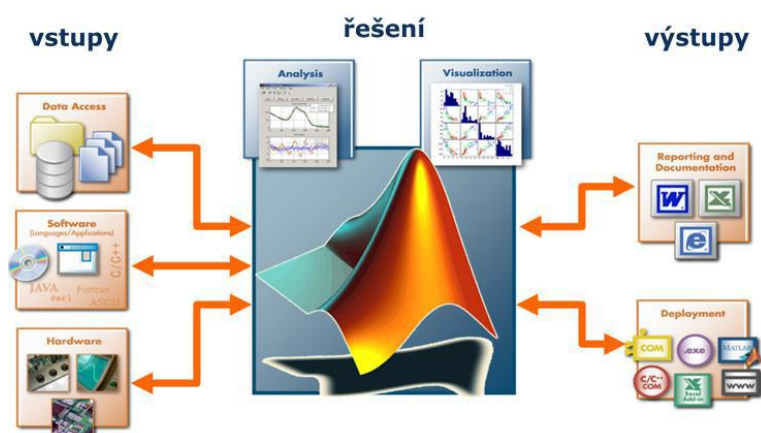 vstupy
řešení
výstupy
Analysis
Visualization
Data Access
Software
(Languages/Applications)
C/C++
JAVA
Fortran
Perl
ASCII
Hardware
Reporting and
Documentation
W
X
e
Deployment
COM
.exe
MATLAB
C/C++
COM
X
Excel
Add-in
www